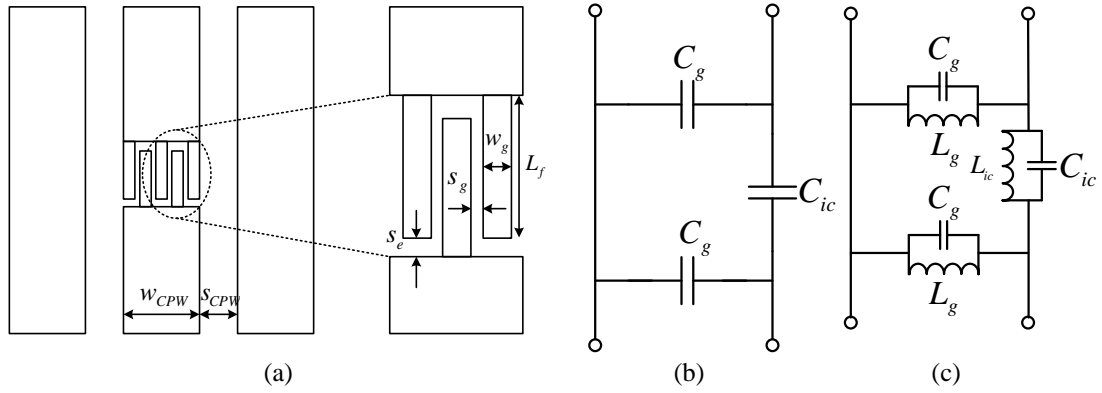 w_g
L_f
s_g
s_e
w_CPW
s_CPW
(a)
C_g
C_ic
C_g
(b)
C_g
L_g
L_ic
C_ic
C_g
L_g
(c)